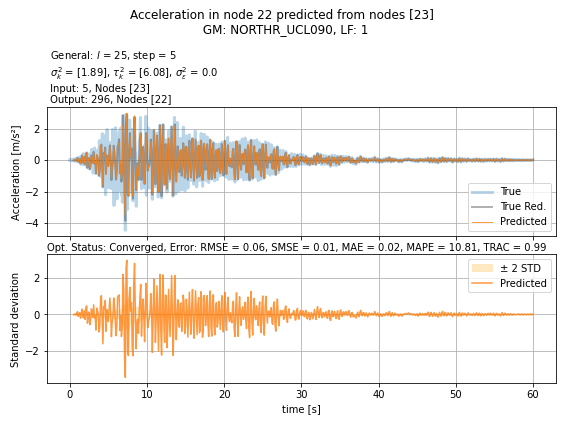 Acceleration in node 22 predicted from nodes [23]
GM: NORTHR_UCL090, LF: 1
General: l = 25, step = 5
σ²ₖ = [1.89], τ²ₖ = [6.08], σ²ₑ = 0.0
Input: 5, Nodes [23]
Output: 296, Nodes [22]
Acceleration [m/s²]
2
0
−2
−4
True
True Red.
Predicted
Opt. Status: Converged, Error: RMSE = 0.06, SMSE = 0.01, MAE = 0.02, MAPE = 10.81, TRAC = 0.99
Standard deviation
2
0
−2
± 2 STD
Predicted
0 10 20 30 40 50 60
time [s]